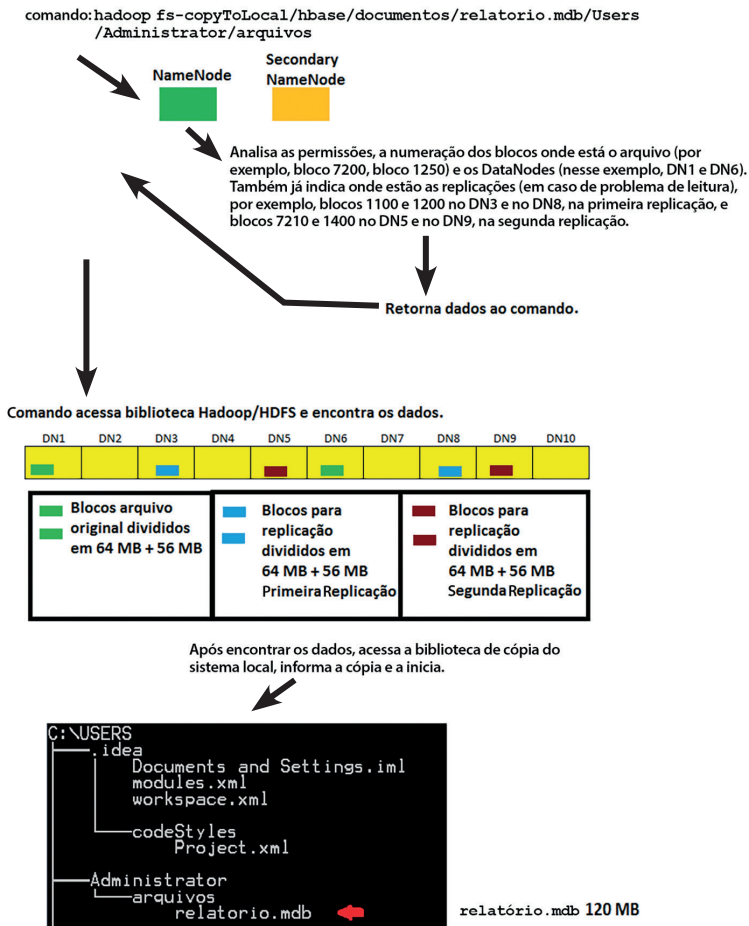 comando: hadoop fs-copyToLocal/hbase/documentos/relatorio.mdb/Users
/Administrator/arquivos
NameNode
Secondary
NameNode
Analisa as permissões, a numeração dos blocos onde está o arquivo (por
exemplo, bloco 7200, bloco 1250) e os DataNodes (nesse exemplo, DN1 e DN6).
Também já indica onde estão as replicações (em caso de problema de leitura),
por exemplo, blocos 1100 e 1200 no DN3 e no DN8, na primeira replicação, e
blocos 7210 e 1400 no DN5 e no DN9, na segunda replicação.
Retorna dados ao comando.
Comando acessa biblioteca Hadoop/HDFS e encontra os dados.
DN1 DN2 DN3 DN4 DN5 DN6 DN7 DN8 DN9 DN10
Blocos arquivo
original divididos
em 64 MB + 56 MB
Blocos para
replicação
divididos em
64 MB + 56 MB
Primeira Replicação
Blocos para
replicação
divididos em
64 MB + 56 MB
Segunda Replicação
Após encontrar os dados, acessa a biblioteca de cópia do
sistema local, informa a cópia e a inicia.
C:\USERS
.idea
Documents and Settings.iml
modules.xml
workspace.xml
codeStyles
Project.xml
Administrator
arquivos
relatorio.mdb
relatório.mdb 120 MB